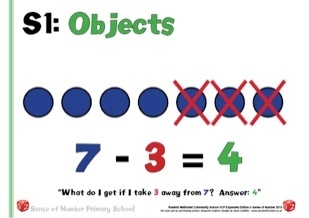 S1: Objects
7 - 3 = 4
"What do I get if I take 3 away from 7? Answer: 4"
Sense of Number Primary School